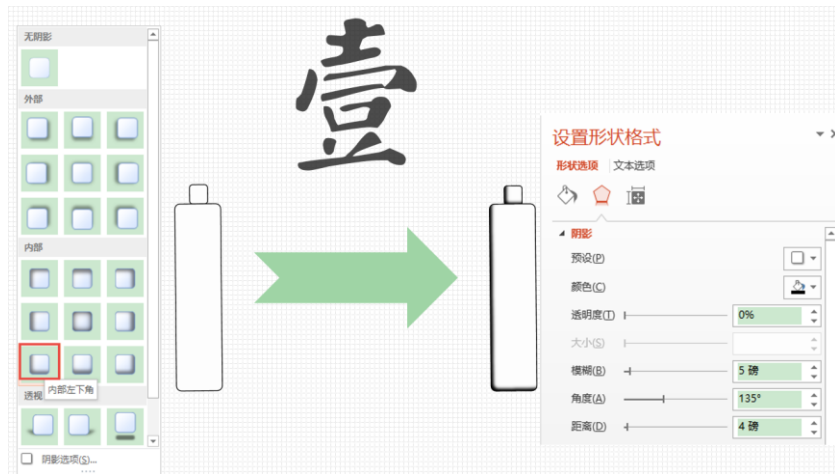 无阴影
外部
内部
内部左下角
透视
阴影选项(S)...
壹
设置形状格式
形状选项 文本选项
阴影
预设(P)
颜色(C)
透明度(T) 0%
大小(S)
模糊(B) 5 磅
角度(A) 135°
距离(D) 4 磅